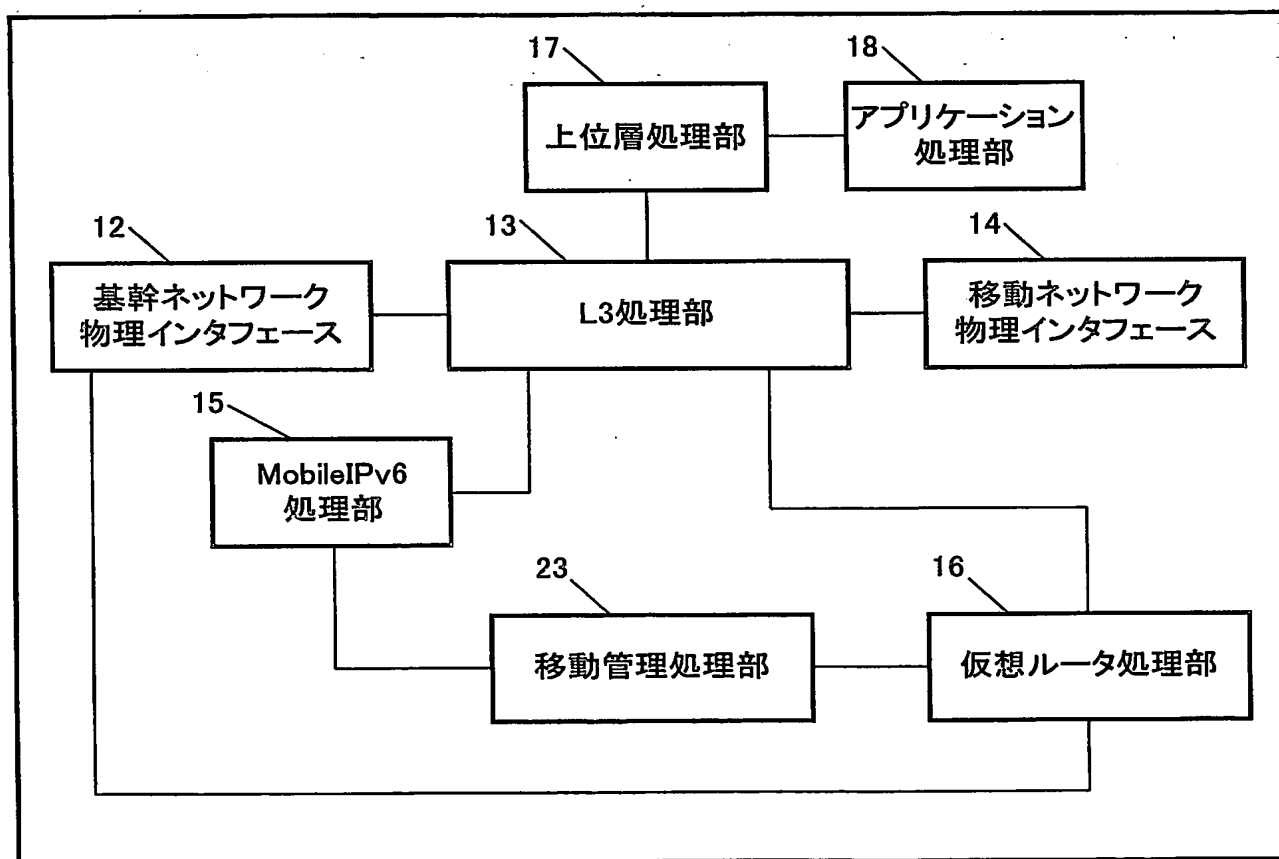 17
18
上位層処理部
アプリケーション
処理部
12
13
14
基幹ネットワーク
物理インタフェース
L3処理部
移動ネットワーク
物理インタフェース
15
MobileIPv6
処理部
23
16
移動管理処理部
仮想ルータ処理部